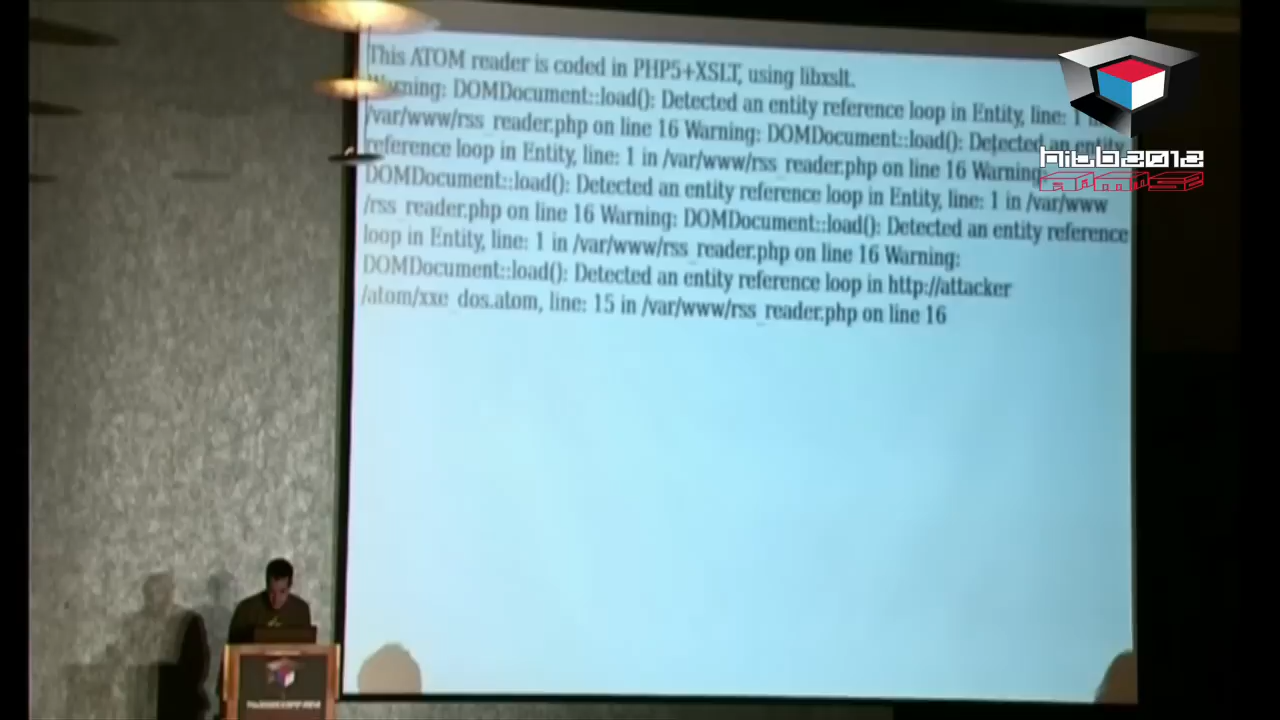 This ATOM reader is coded in PHP5+XSLT, using libxslt.
Warning: DOMDocument::load(): Detected an entity reference loop in Entity, line: 1 in
/var/www/rss_reader.php on line 16 Warning: DOMDocument::load(): Detected an entity
reference loop in Entity, line: 1 in /var/www/rss_reader.php on line 16 Warning:
DOMDocument::load(): Detected an entity reference loop in Entity, line: 1 in /var/www
/rss_reader.php on line 16 Warning: DOMDocument::load(): Detected an entity reference
loop in Entity, line: 1 in /var/www/rss_reader.php on line 16 Warning:
DOMDocument::load(): Detected an entity reference loop in http://attacker
/atom/xxe_dos.atom, line: 15 in /var/www/rss_reader.php on line 16
HITB2012
AMS